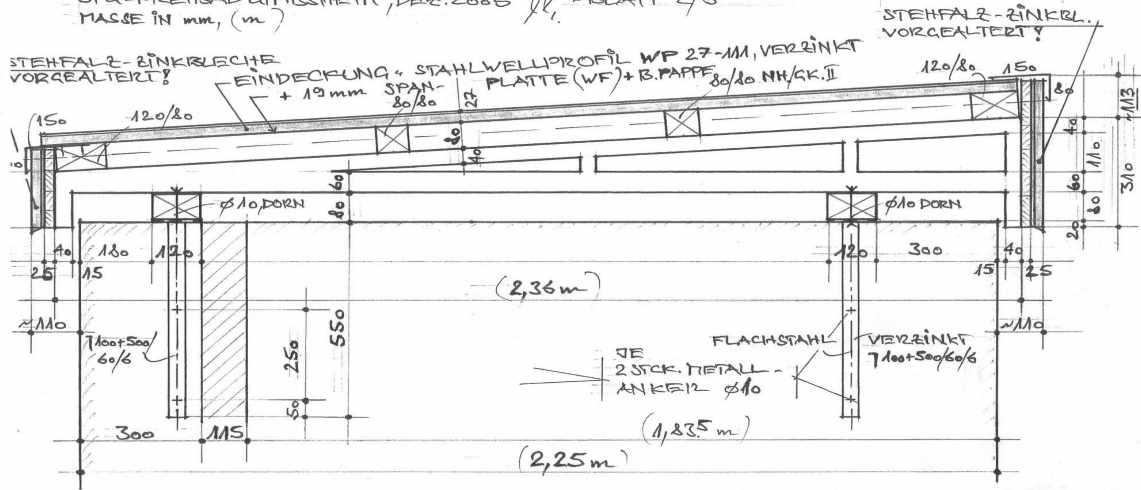 MASSE IN mm, (m)
STEHFALZ-ZINKBL.,
VORGEALTERT!
STEHFALZ-ZINKBLECHE
VORGEALTERT!
EINDECKUNG: STAHLWELLPROFIL WP 27-111, VERZINKT
+ 19mm SPAN-
PLATTE (WF) + B.PAPPE
80/80
80/80 NH/GK.II
120/80
150
27
80
~113
150
120/80
80
40
40
110
310
60
60
80
80
20
Ø10 DORN
Ø10 DORN
40
180
120
120
300
40
25
15
15
25
(2,36 m)
~110
~110
7100+500/
60/6
250
550
50
FLACHSTAHL
VERZINKT
7100+500/60/6
JE
2 STCK. METALL-
ANKER Ø10
300
115
(1,83⁵ m)
(2,25 m)